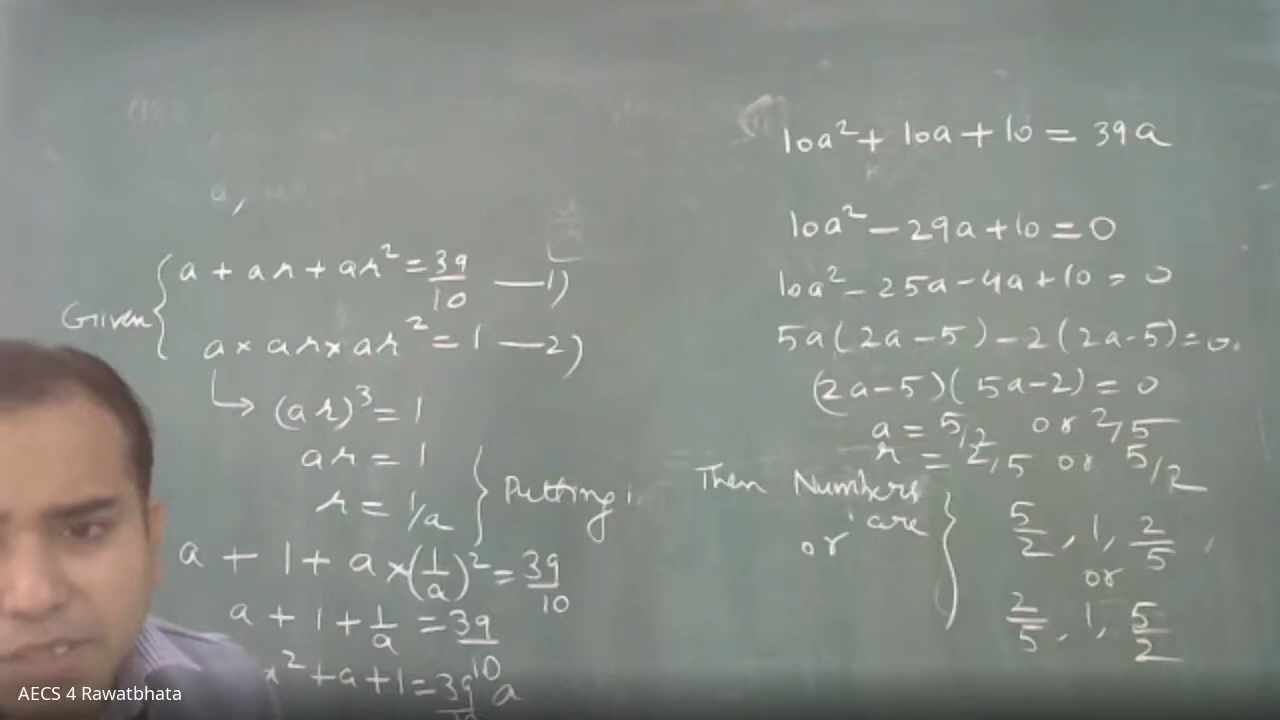 a,
Given { a + ar + ar² = 39/10 — 1)
a × ar × ar² = 1 — 2)
↳ (ar)³ = 1
ar = 1
r = 1/a } Putting
a + 1 + a × (1/a)² = 39/10
a + 1 + 1/a = 39/10
² + a + 1 = 39/10 a
10a² + 10a + 10 = 39a
10a² - 29a + 10 = 0
10a² - 25a - 4a + 10 = 0
5a(2a - 5) - 2(2a - 5) = 0.
(2a - 5)(5a - 2) = 0
a = 5/2 or 2/5
r = 2/5 or 5/2
Then Numbers are } 5/2, 1, 2/5,
or
or
2/5, 1, 5/2
AECS 4 Rawatbhata